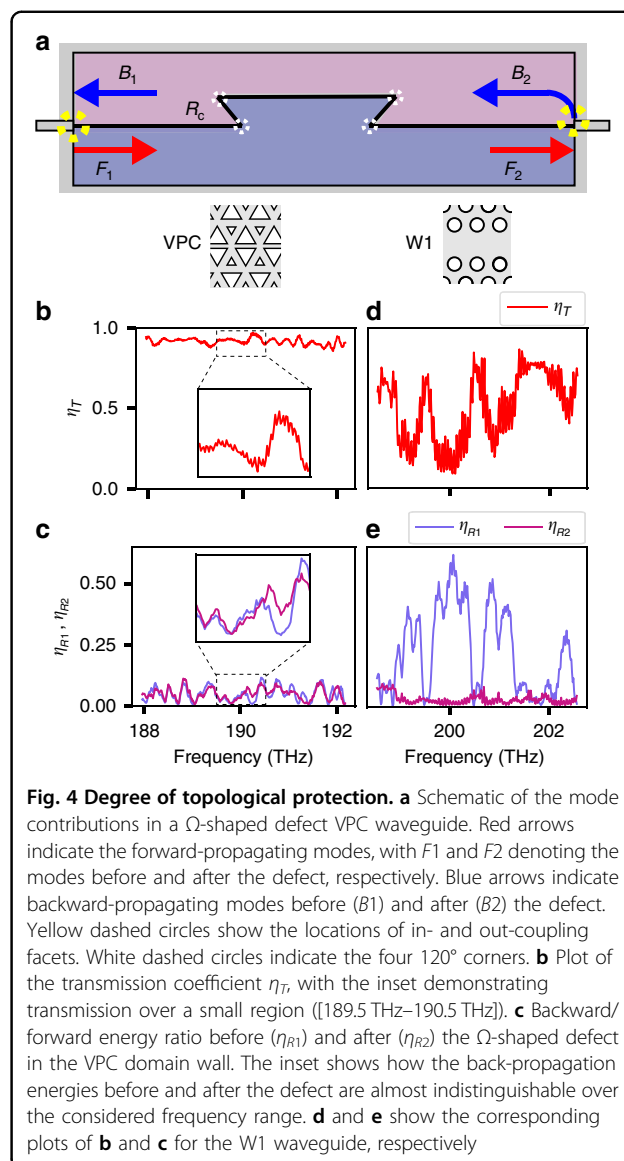 a
B1
B2
Rc
F1
F2
VPC
W1
b
d
ηT
1.0
ηT
0.5
0.0
c
e
ηR1
ηR2
0.50
ηR1, ηR2
0.25
0.00
188
190
192
200
202
Frequency (THz)
Frequency (THz)
Fig. 4 Degree of topological protection. a Schematic of the mode
contributions in a Ω-shaped defect VPC waveguide. Red arrows
indicate the forward-propagating modes, with F1 and F2 denoting the
modes before and after the defect, respectively. Blue arrows indicate
backward-propagating modes before (B1) and after (B2) the defect.
Yellow dashed circles show the locations of in- and out-coupling
facets. White dashed circles indicate the four 120° corners. b Plot of
the transmission coefficient ηT, with the inset demonstrating
transmission over a small region ([189.5 THz–190.5 THz]). c Backward/
forward energy ratio before (ηR1) and after (ηR2) the Ω-shaped defect
in the VPC domain wall. The inset shows how the back-propagation
energies before and after the defect are almost indistinguishable over
the considered frequency range. d and e show the corresponding
plots of b and c for the W1 waveguide, respectively